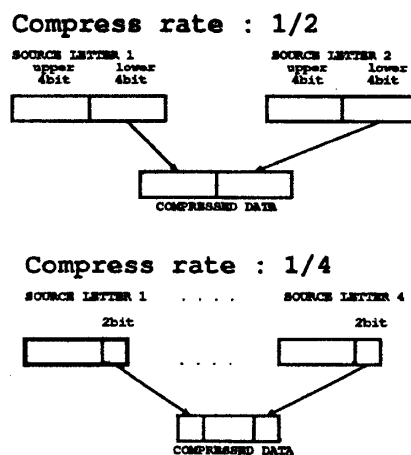 Compress rate : 1/2
SOURCE LETTER 1 SOURCE LETTER 2
upper lower upper lower
4bit 4bit 4bit 4bit
COMPRESSED DATA
Compress rate : 1/4
SOURCE LETTER 1 . . . . SOURCE LETTER 4
2bit 2bit
. . . .
COMPRESSED DATA